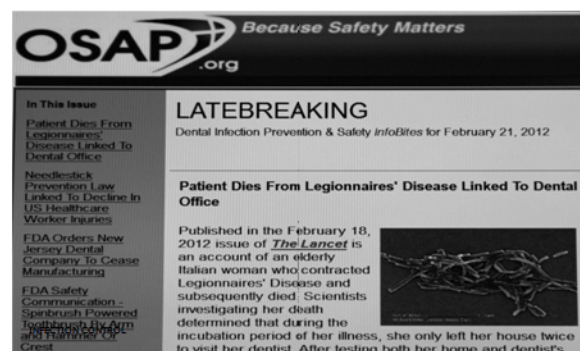 OSAP
.org
Because Safety Matters
In This Issue
Patient Dies From
Legionnaires'
Disease Linked To
Dental Office
Needlestick
Prevention Law
Linked To Decline In
US Healthcare
Worker Injuries
FDA Orders New
Jersey Dental
Company To Cease
Manufacturing
FDA Safety
Communication -
Spinbrush Powered
Toothbrush By Arm
and Hammer Or
Crest
INFECTION CONTROL
LATEBREAKING
Dental Infection Prevention & Safety InfoBites for February 21, 2012
Patient Dies From Legionnaires' Disease Linked To Dental
Office
Published in the February 18,
2012 issue of The Lancet is
an account of an elderly
Italian woman who contracted
Legionnaires' Disease and
subsequently died. Scientists
investigating her death
determined that during the
incubation period of her illness, she only left her house twice
to visit her dentist. After testing both her home and dentist's